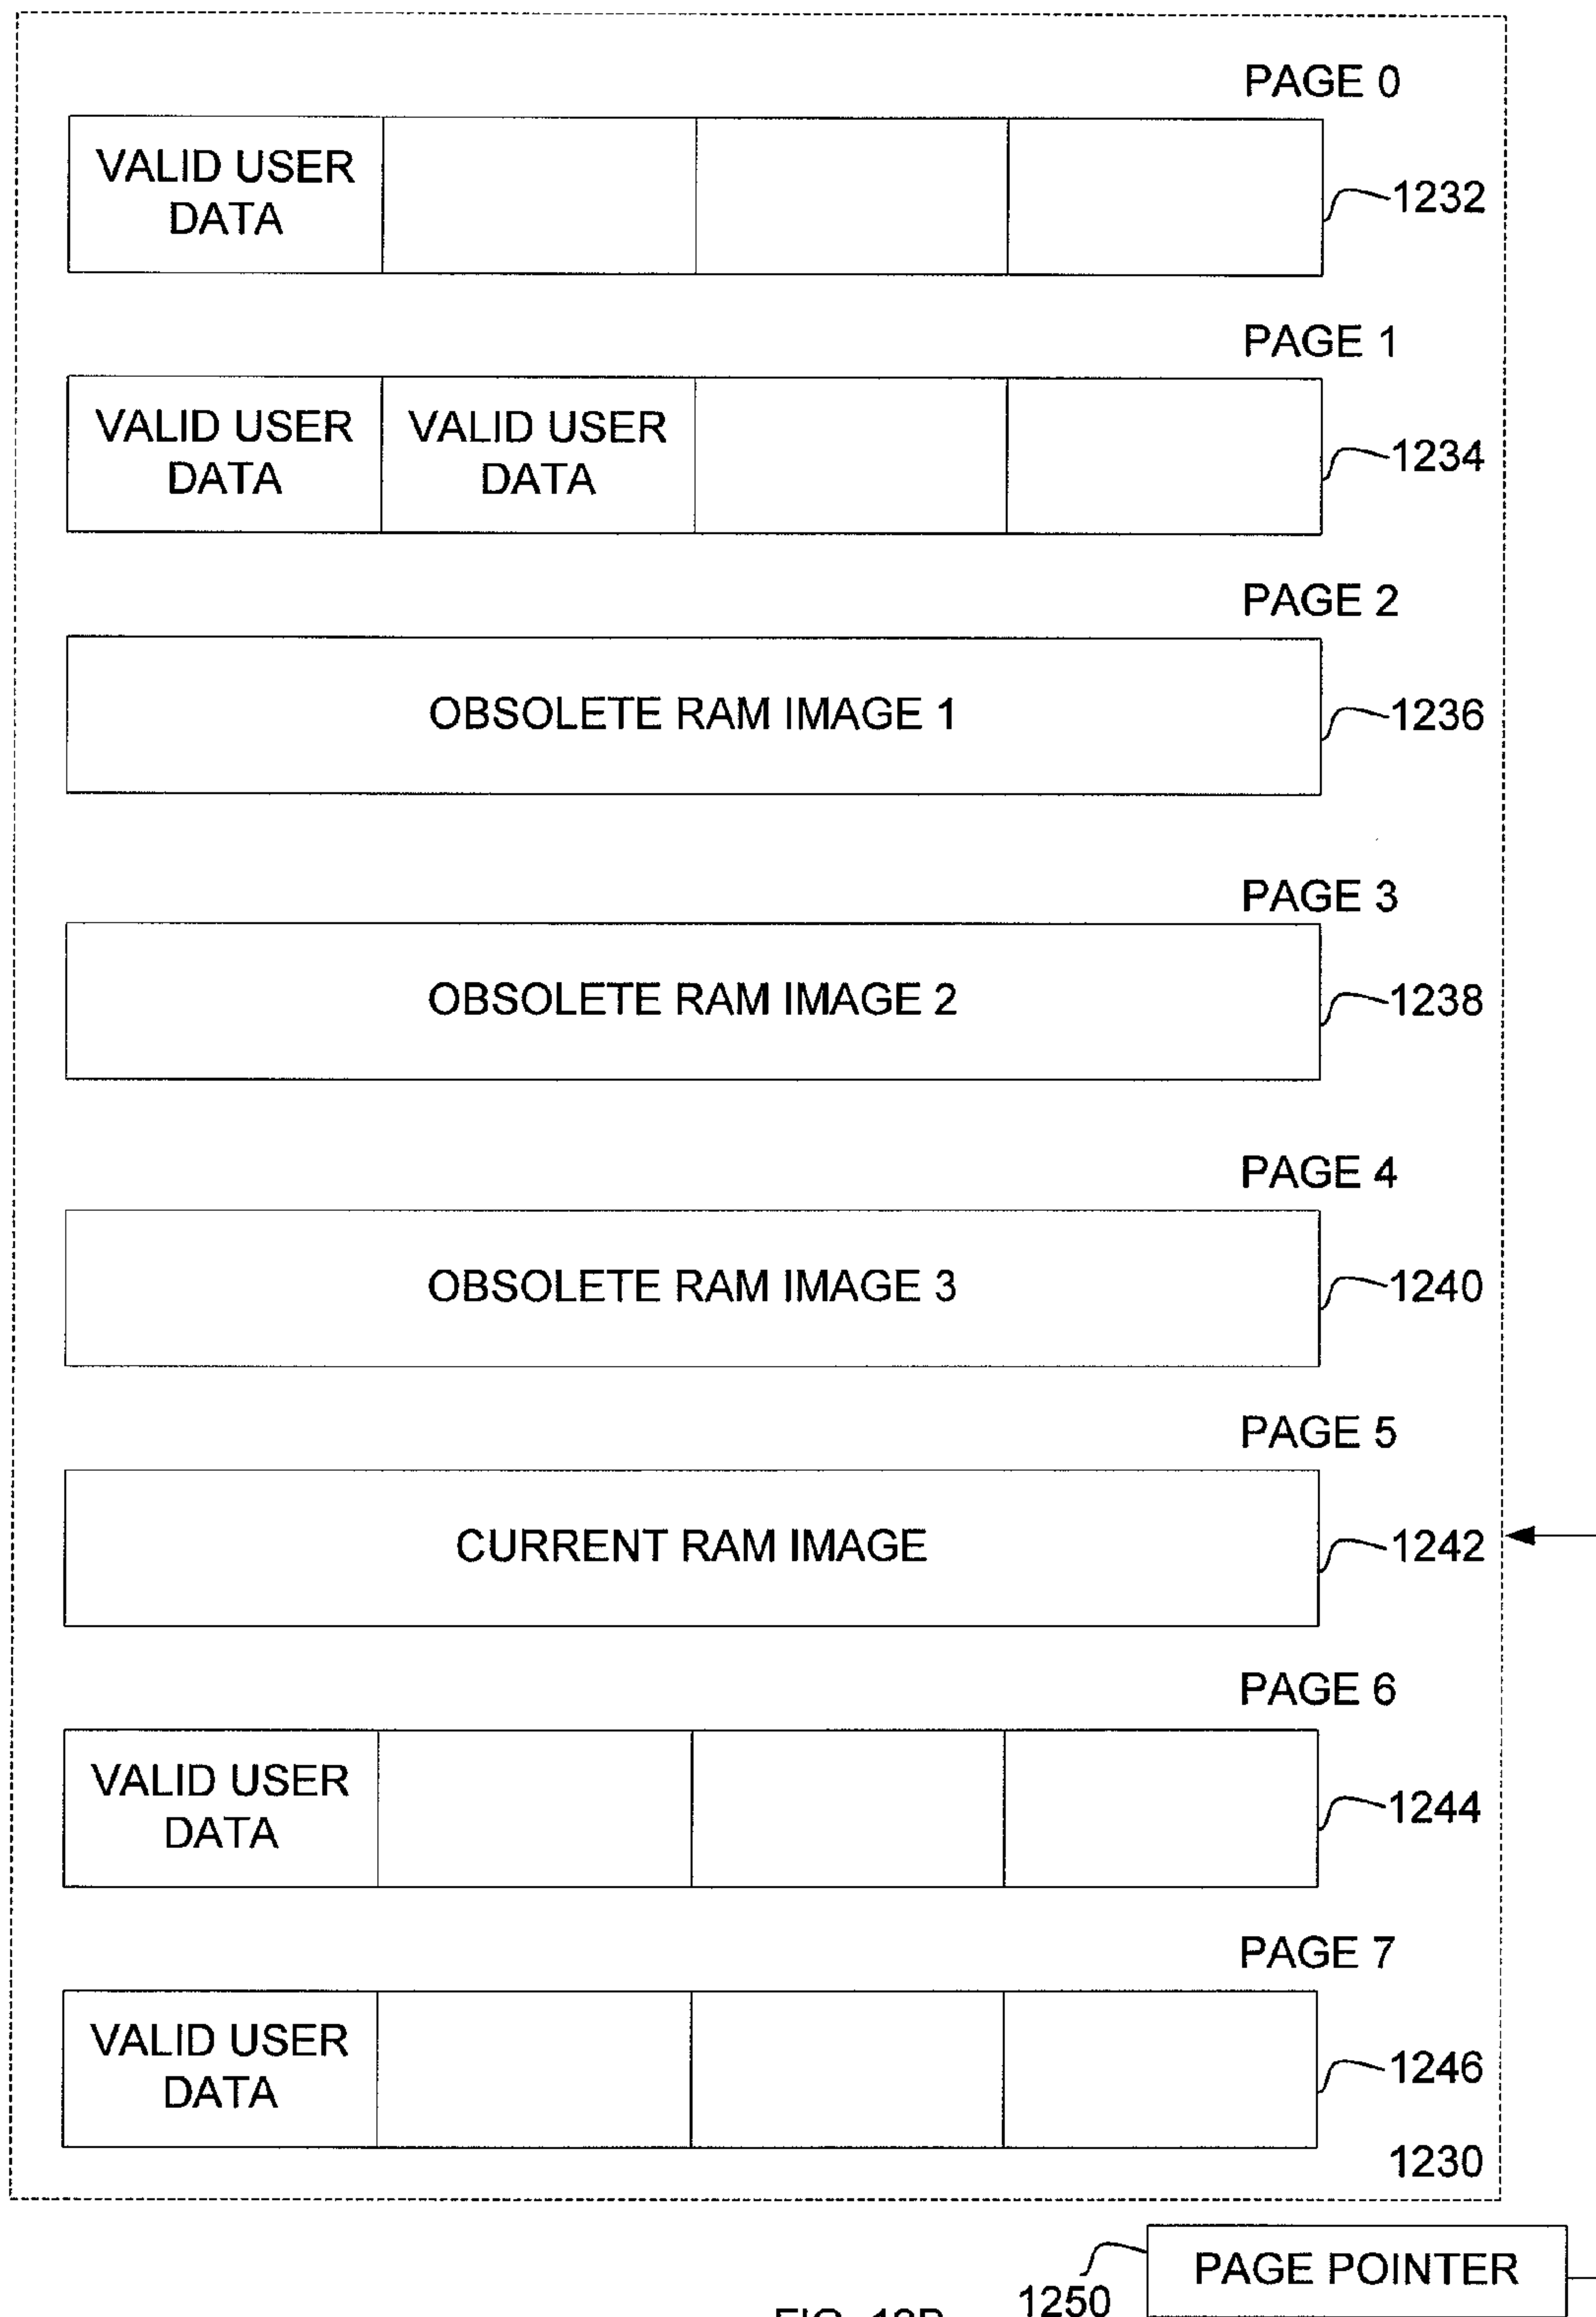 PAGE 0
VALID USER
DATA
1232
PAGE 1
VALID USER
DATA
VALID USER
DATA
1234
PAGE 2
OBSOLETE RAM IMAGE 1
1236
PAGE 3
OBSOLETE RAM IMAGE 2
1238
PAGE 4
OBSOLETE RAM IMAGE 3
1240
PAGE 5
CURRENT RAM IMAGE
1242
PAGE 6
VALID USER
DATA
1244
PAGE 7
VALID USER
DATA
1246
1230
PAGE POINTER
1250